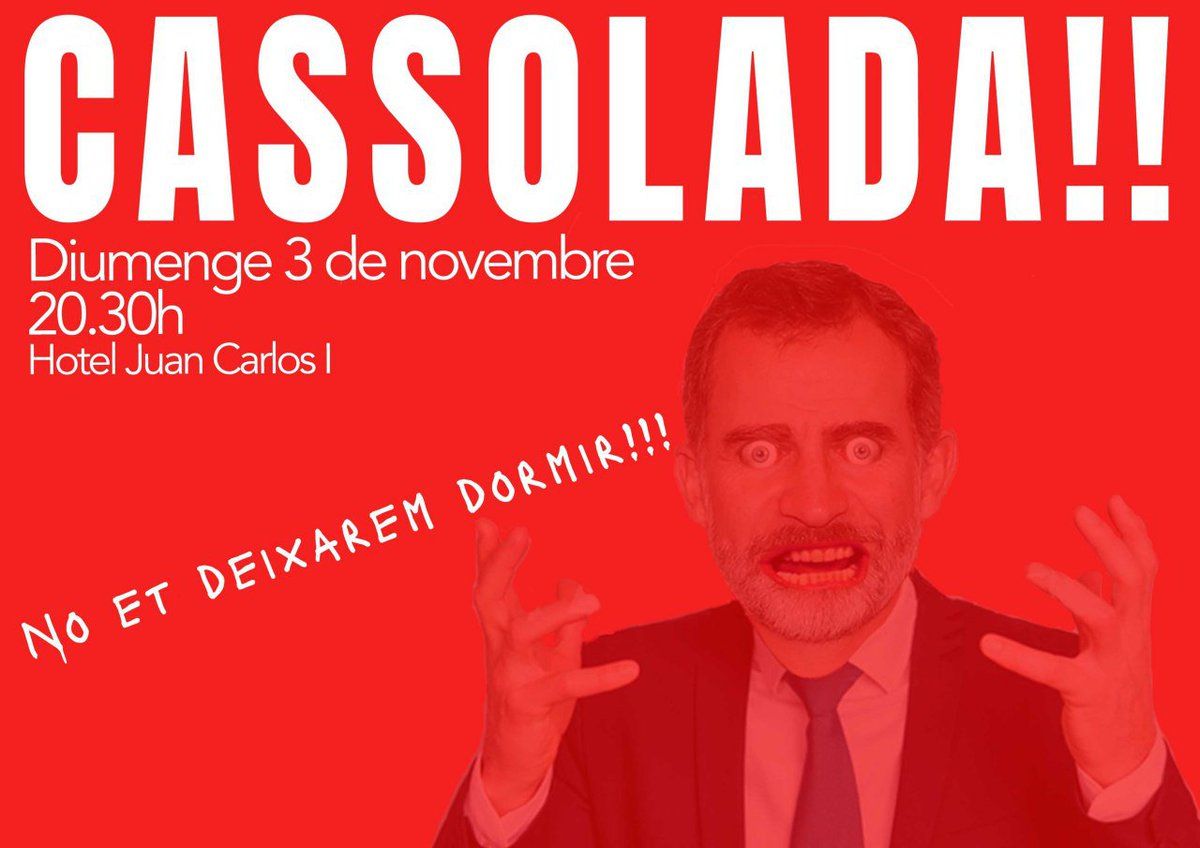 CASSOLADA!!
Diumenge 3 de novembre
20.30h
Hotel Juan Carlos I
NO ET DEIXAREM DORMIR!!!